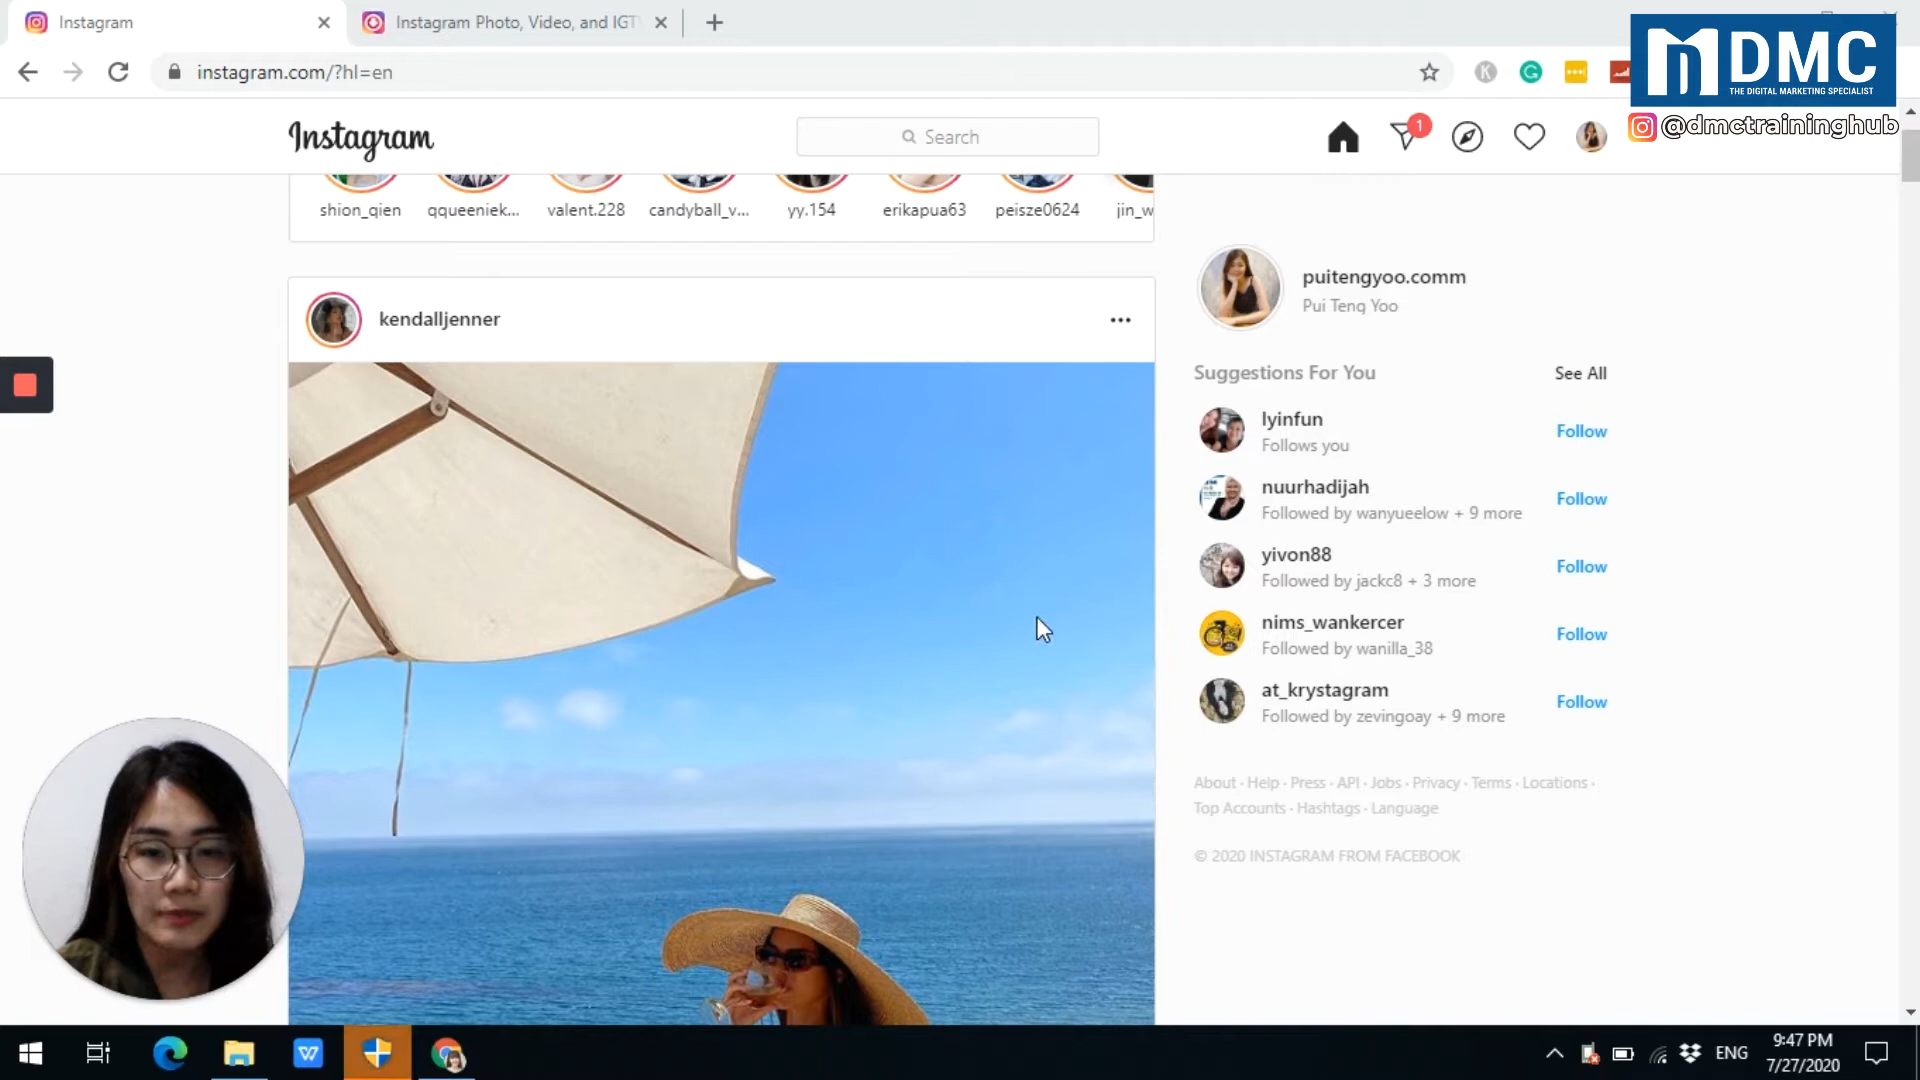 Instagram
Instagram Photo, Video, and IGT
instagram.com/?hl=en
DMC
THE DIGITAL MARKETING SPECIALIST
@dmctraininghub
Instagram
Search
1
shion_qien
qqueeniek...
valent.228
candyball_v...
yy.154
erikapua63
peisze0624
jin_w
kendalljenner
puitengyoo.comm
Pui Teng Yoo
Suggestions For You
See All
lyinfun
Follows you
Follow
nuurhadijah
Followed by wanyueelow + 9 more
Follow
yivon88
Followed by jackc8 + 3 more
Follow
nims_wankercer
Followed by wanilla_38
Follow
at_krystagram
Followed by zevingoay + 9 more
Follow
About · Help · Press · API · Jobs · Privacy · Terms · Locations ·
Top Accounts · Hashtags · Language
© 2020 INSTAGRAM FROM FACEBOOK
ENG
9:47 PM
7/27/2020